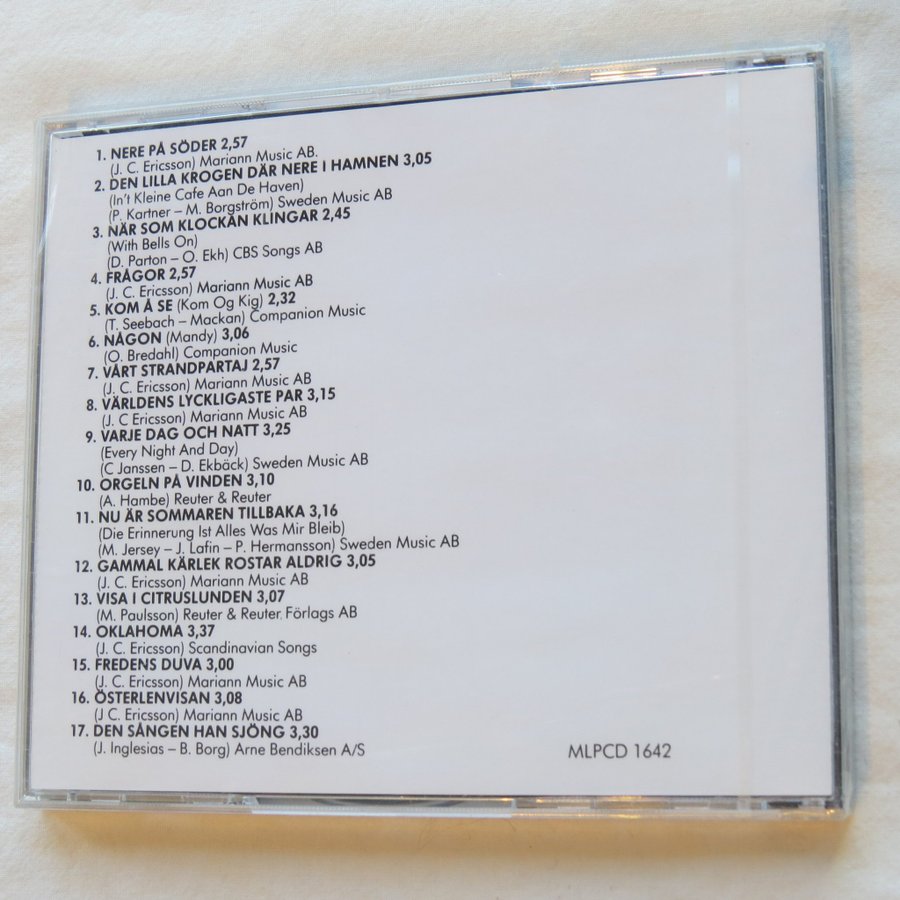 1. NERE PÅ SÖDER 2,57
(J. C. Ericsson) Mariann Music AB.
2. DEN LILLA KROGEN DÄR NERE I HAMNEN 3,05
(In't Kleine Cafe Aan De Haven)
(P. Kartner – M. Borgström) Sweden Music AB
3. NÄR SOM KLOCKAN KLINGAR 2,45
(With Bells On)
(D. Parton – O. Ekh) CBS Songs AB
4. FRÅGOR 2,57
(J. C. Ericsson) Mariann Music AB
5. KOM Å SE (Kom Og Kig) 2,32
(T. Seebach – Mackan) Companion Music
6. NÅGON (Mandy) 3,06
(O. Bredahl) Companion Music
7. VÅRT STRANDPARTAJ 2,57
(J. C. Ericsson) Mariann Music AB
8. VÄRLDENS LYCKLIGASTE PAR 3,15
(J. C Ericsson) Mariann Music AB
9. VARJE DAG OCH NATT 3,25
(Every Night And Day)
(C Janssen – D. Ekbäck) Sweden Music AB
10. ORGELN PÅ VINDEN 3,10
(A. Hambe) Reuter & Reuter
11. NU ÄR SOMMAREN TILLBAKA 3,16
(Die Erinnerung Ist Alles Was Mir Bleib)
(M. Jersey – J. Lafin – P. Hermansson) Sweden Music AB
12. GAMMAL KÄRLEK ROSTAR ALDRIG 3,05
(J. C. Ericsson) Mariann Music AB
13. VISA I CITRUSLUNDEN 3,07
(M. Paulsson) Reuter & Reuter Förlags AB
14. OKLAHOMA 3,37
(J. C. Ericsson) Scandinavian Songs
15. FREDENS DUVA 3,00
(J. C. Ericsson) Mariann Music AB
16. ÖSTERLENVISAN 3,08
(J C. Ericsson) Mariann Music AB
17. DEN SÅNGEN HAN SJÖNG 3,30
(J. Inglesias – B. Borg) Arne Bendiksen A/S
MLPCD 1642